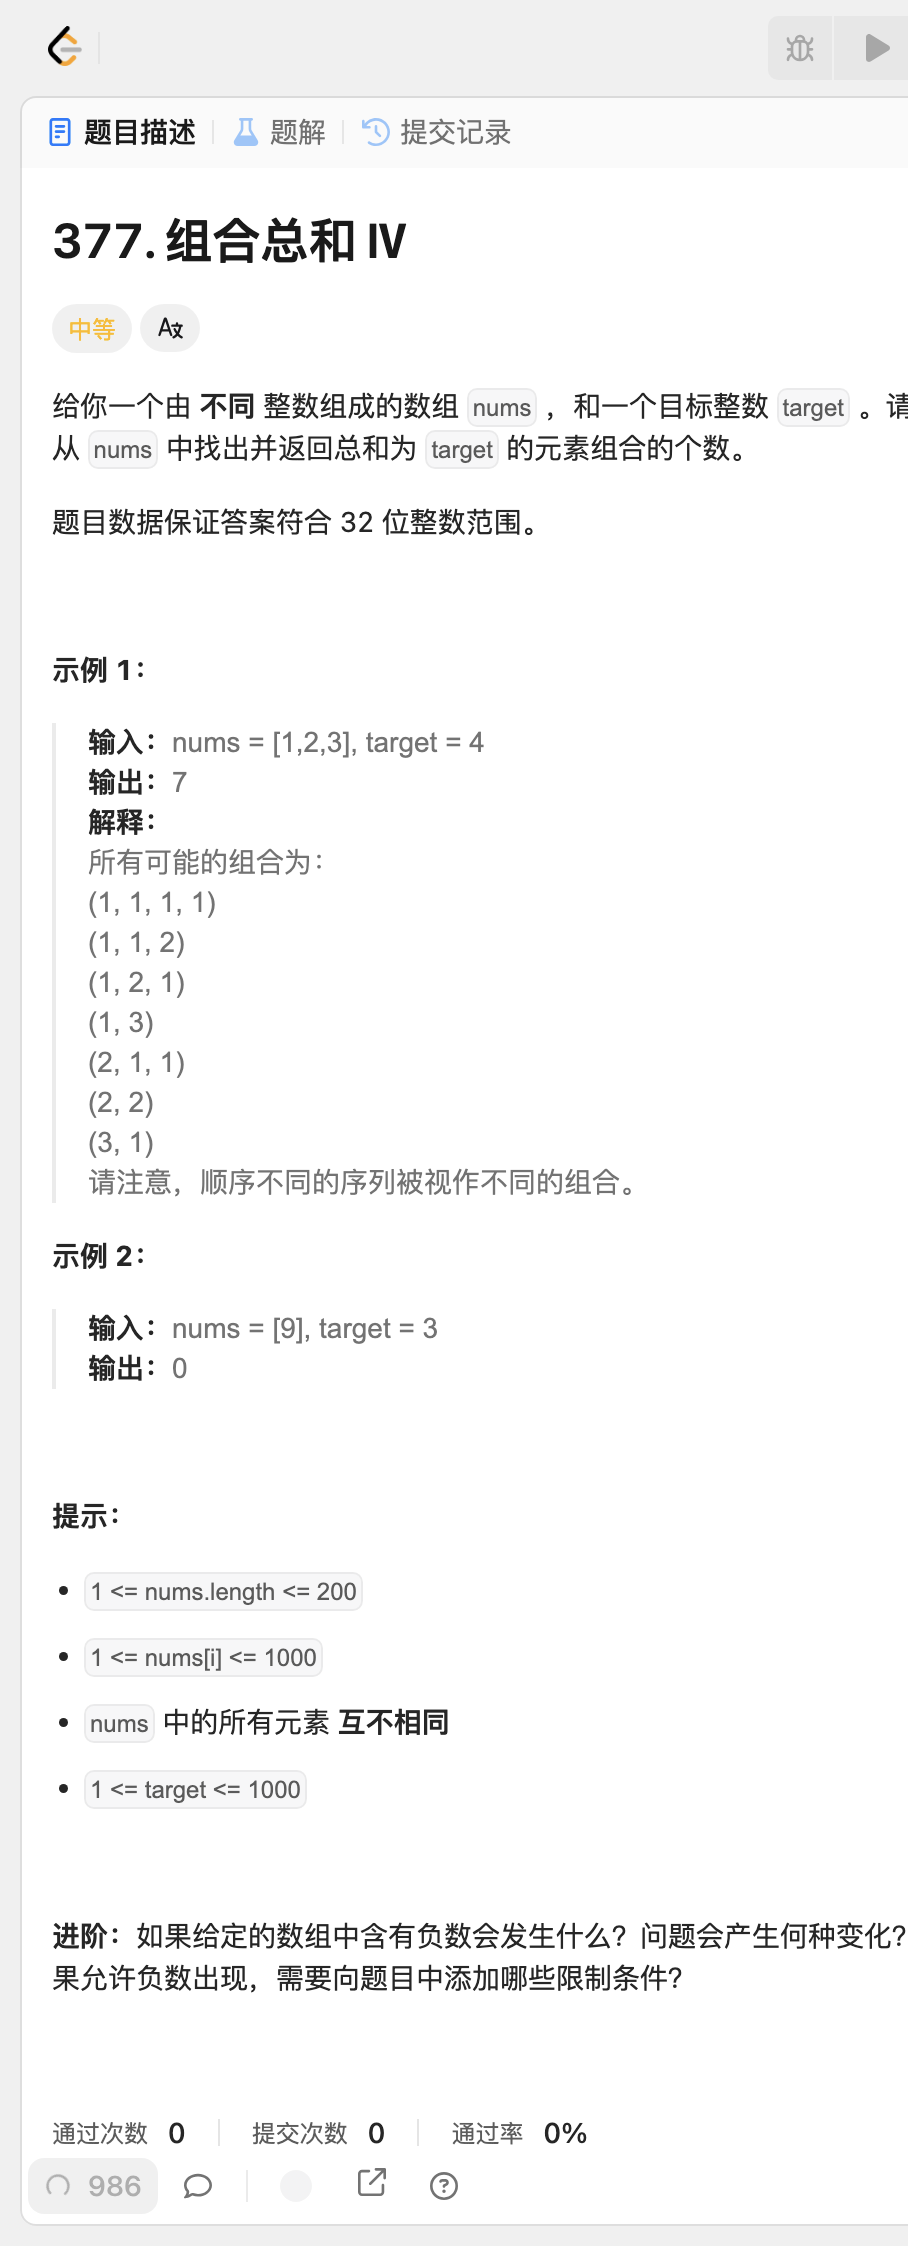 题目描述
题解
提交记录
377. 组合总和 Ⅳ
中等
给你一个由 不同 整数组成的数组 nums ，和一个目标整数 target 。请
从 nums 中找出并返回总和为 target 的元素组合的个数。
题目数据保证答案符合 32 位整数范围。
示例 1：
输入：nums = [1,2,3], target = 4
输出：7
解释：
所有可能的组合为：
(1, 1, 1, 1)
(1, 1, 2)
(1, 2, 1)
(1, 3)
(2, 1, 1)
(2, 2)
(3, 1)
请注意，顺序不同的序列被视作不同的组合。
示例 2：
输入：nums = [9], target = 3
输出：0
提示：
1 <= nums.length <= 200
1 <= nums[i] <= 1000
nums 中的所有元素 互不相同
1 <= target <= 1000
进阶：如果给定的数组中含有负数会发生什么？问题会产生何种变化？
果允许负数出现，需要向题目中添加哪些限制条件？
通过次数 0 提交次数 0 通过率 0%
986